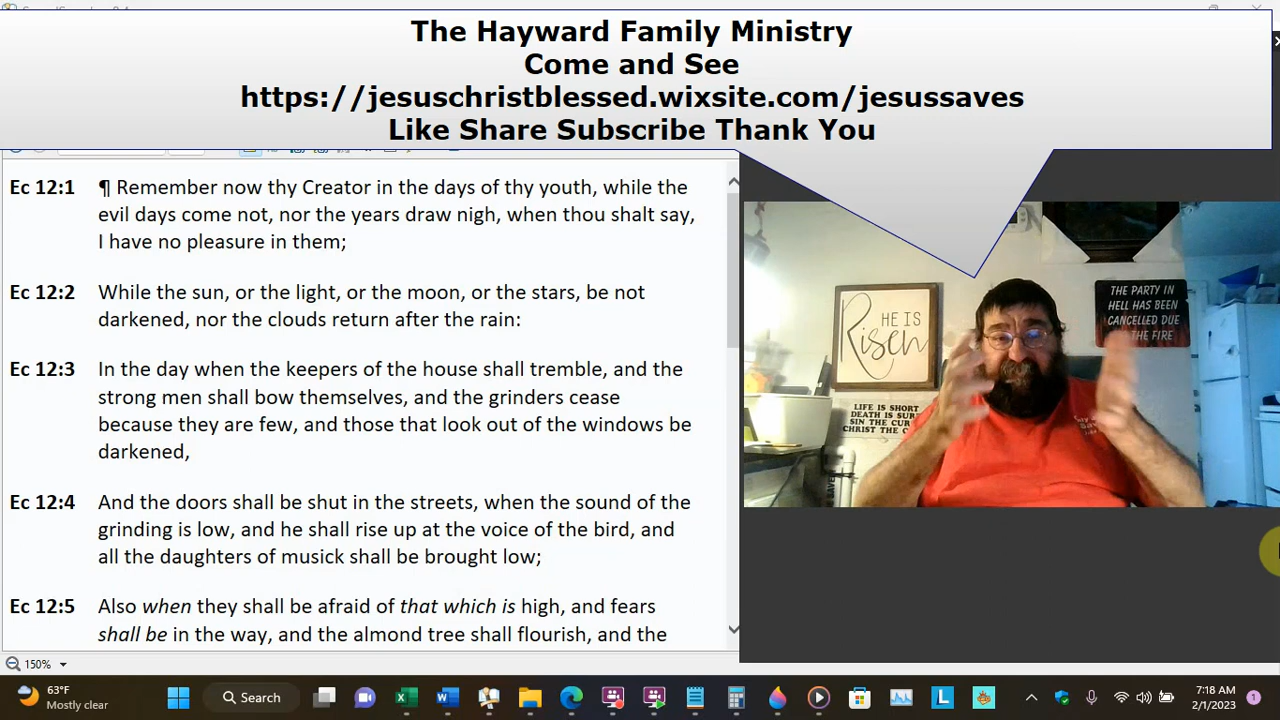 The Hayward Family Ministry
Come and See
https://jesuschristblessed.wixsite.com/jesussaves
Like Share Subscribe Thank You
Ec 12:1 ¶ Remember now thy Creator in the days of thy youth, while the
evil days come not, nor the years draw nigh, when thou shalt say,
I have no pleasure in them;
Ec 12:2 While the sun, or the light, or the moon, or the stars, be not
darkened, nor the clouds return after the rain:
Ec 12:3 In the day when the keepers of the house shall tremble, and the
strong men shall bow themselves, and the grinders cease
because they are few, and those that look out of the windows be
darkened,
Ec 12:4 And the doors shall be shut in the streets, when the sound of the
grinding is low, and he shall rise up at the voice of the bird, and
all the daughters of musick shall be brought low;
Ec 12:5 Also when they shall be afraid of that which is high, and fears
shall be in the way, and the almond tree shall flourish, and the
HE IS
Risen
THE PARTY IN
HELL HAS BEEN
CANCELLED DUE
THE FIRE
LIFE IS SHORT
DEATH IS
SIN THE
CHRIST THE
150%
63°F
Mostly clear
Search
7:18 AM
2/1/2023
1